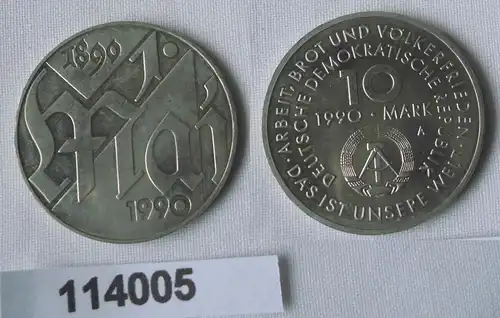 1890
1. Mai
1990
ARBEIT, BROT UND VÖLKERFRIEDEN
· DAS IST UNSERE WELT ·
DEUTSCHE DEMOKRATISCHE REPUBLIK
10
1990 · MARK
A
114005